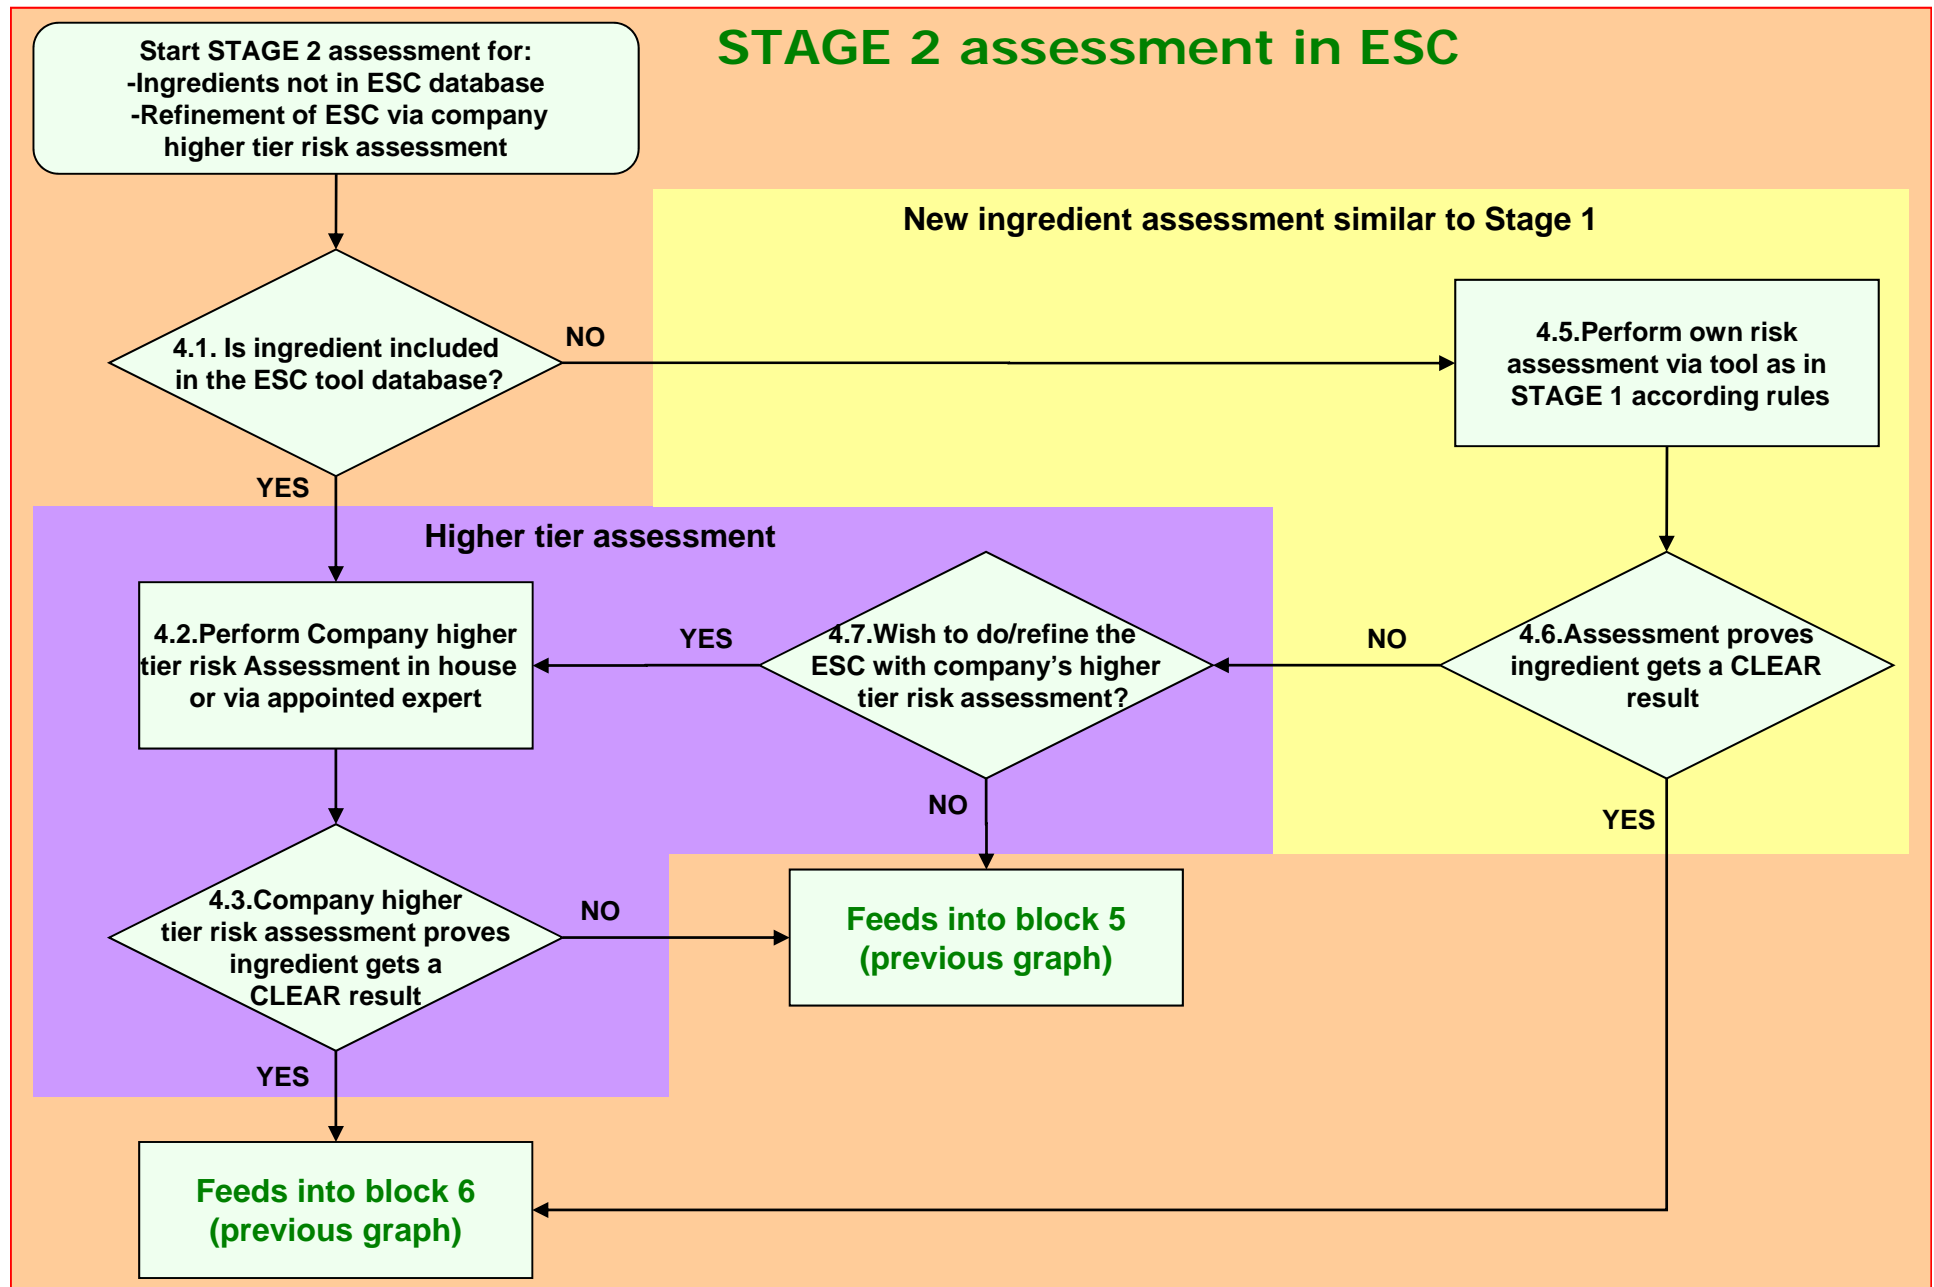 STAGE 2 assessment in ESC
Start STAGE 2 assessment for:
-Ingredients not in ESC database
-Refinement of ESC via company
higher tier risk assessment
New ingredient assessment similar to Stage 1
4.1. Is ingredient included
in the ESC tool database?
NO
YES
4.5.Perform own risk
assessment via tool as in
STAGE 1 according rules
Higher tier assessment
4.2.Perform Company higher
tier risk Assessment in house
or via appointed expert
YES
4.7.Wish to do/refine the
ESC with company’s higher
tier risk assessment?
NO
4.6.Assessment proves
ingredient gets a CLEAR
result
NO
YES
4.3.Company higher
tier risk assessment proves
ingredient gets a
CLEAR result
NO
Feeds into block 5
(previous graph)
YES
Feeds into block 6
(previous graph)